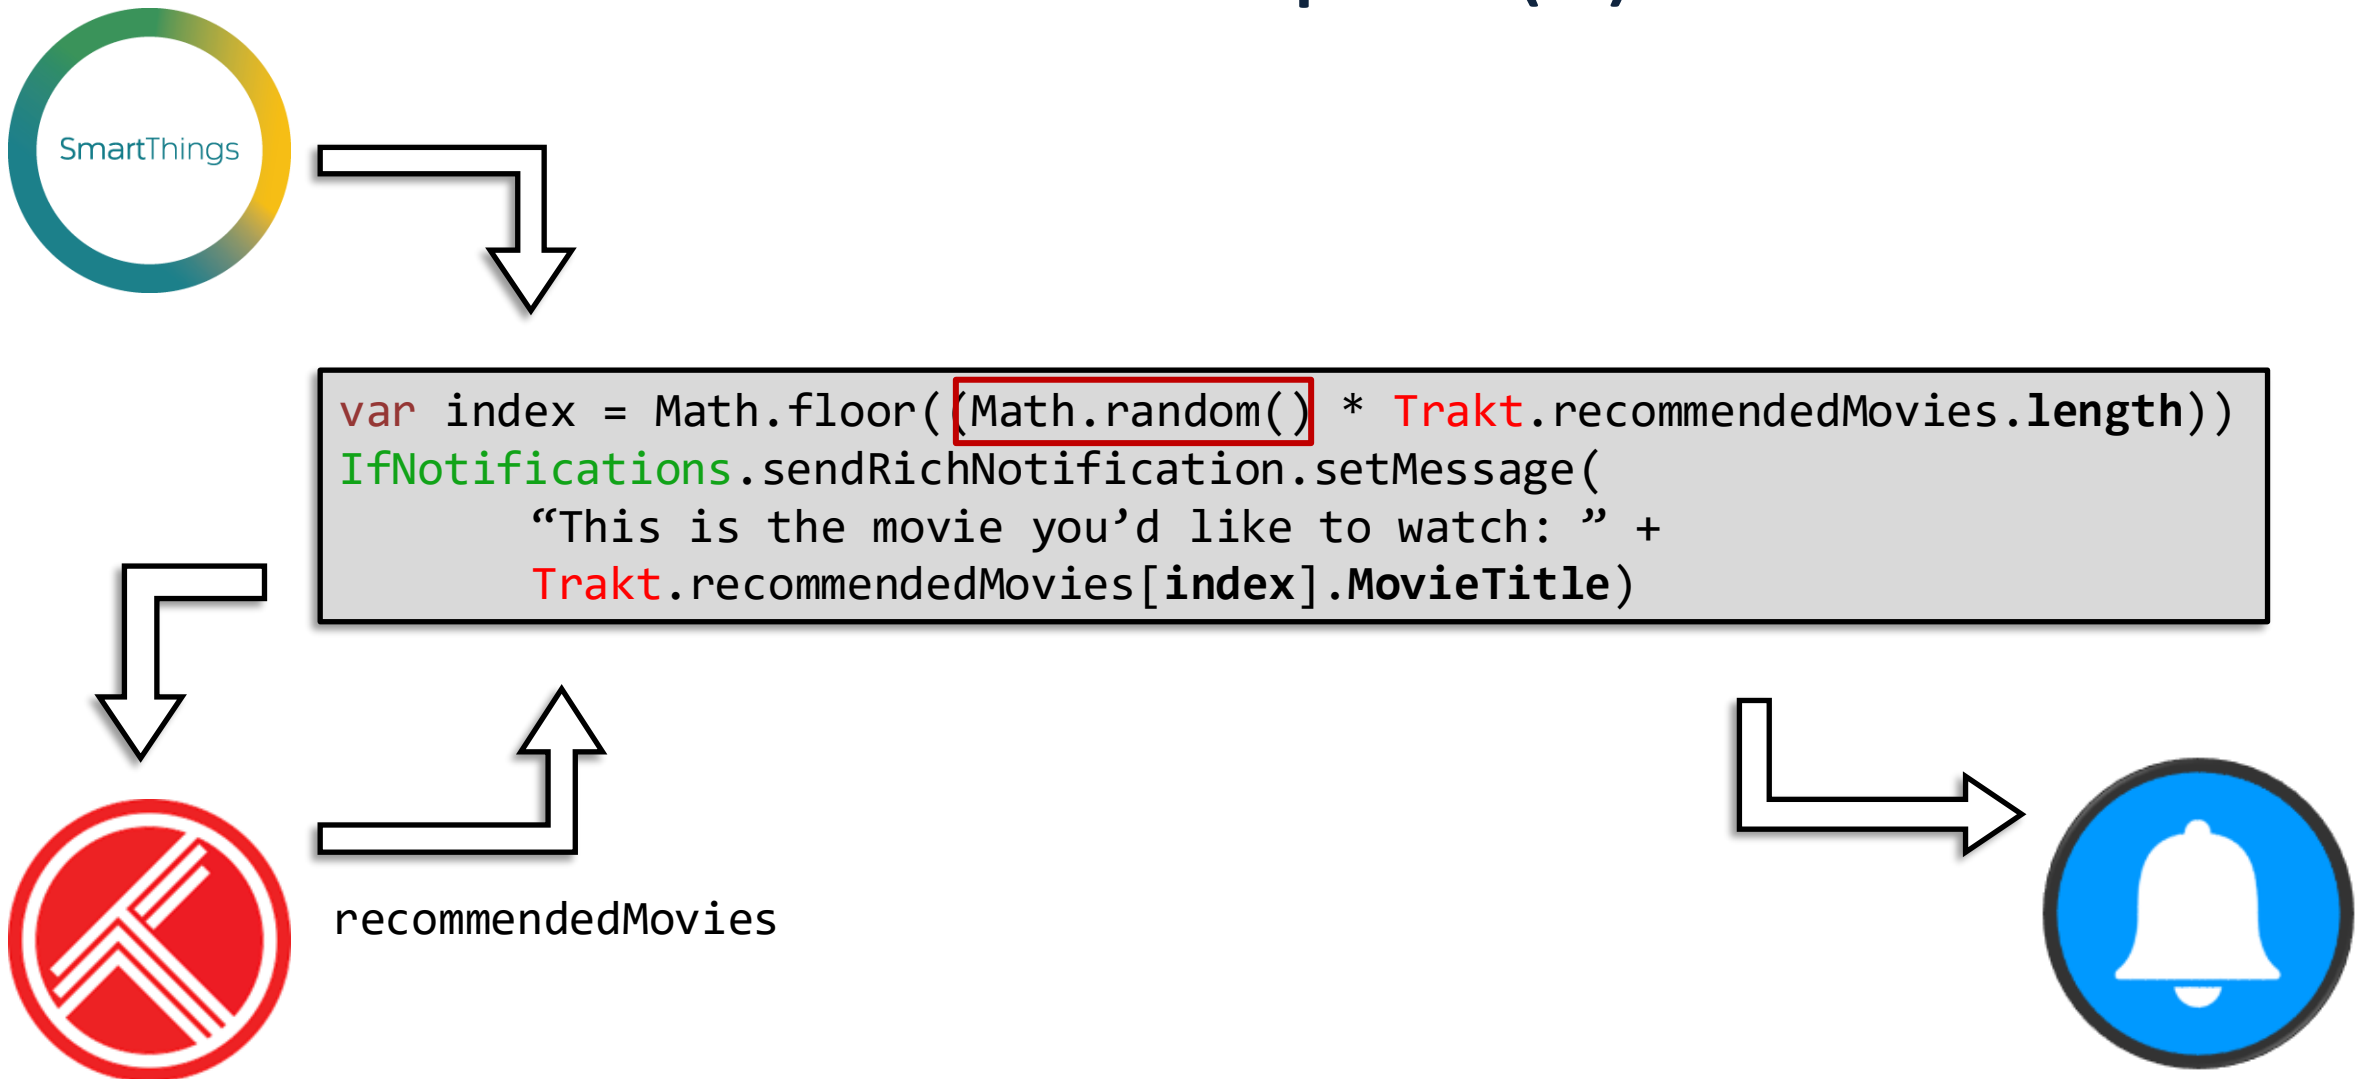 SmartThings
var index = Math.floor((Math.random() * Trakt.recommendedMovies.length))
IfNotifications.sendRichNotification.setMessage(
“This is the movie you’d like to watch: ” +
Trakt.recommendedMovies[index].MovieTitle)
recommendedMovies